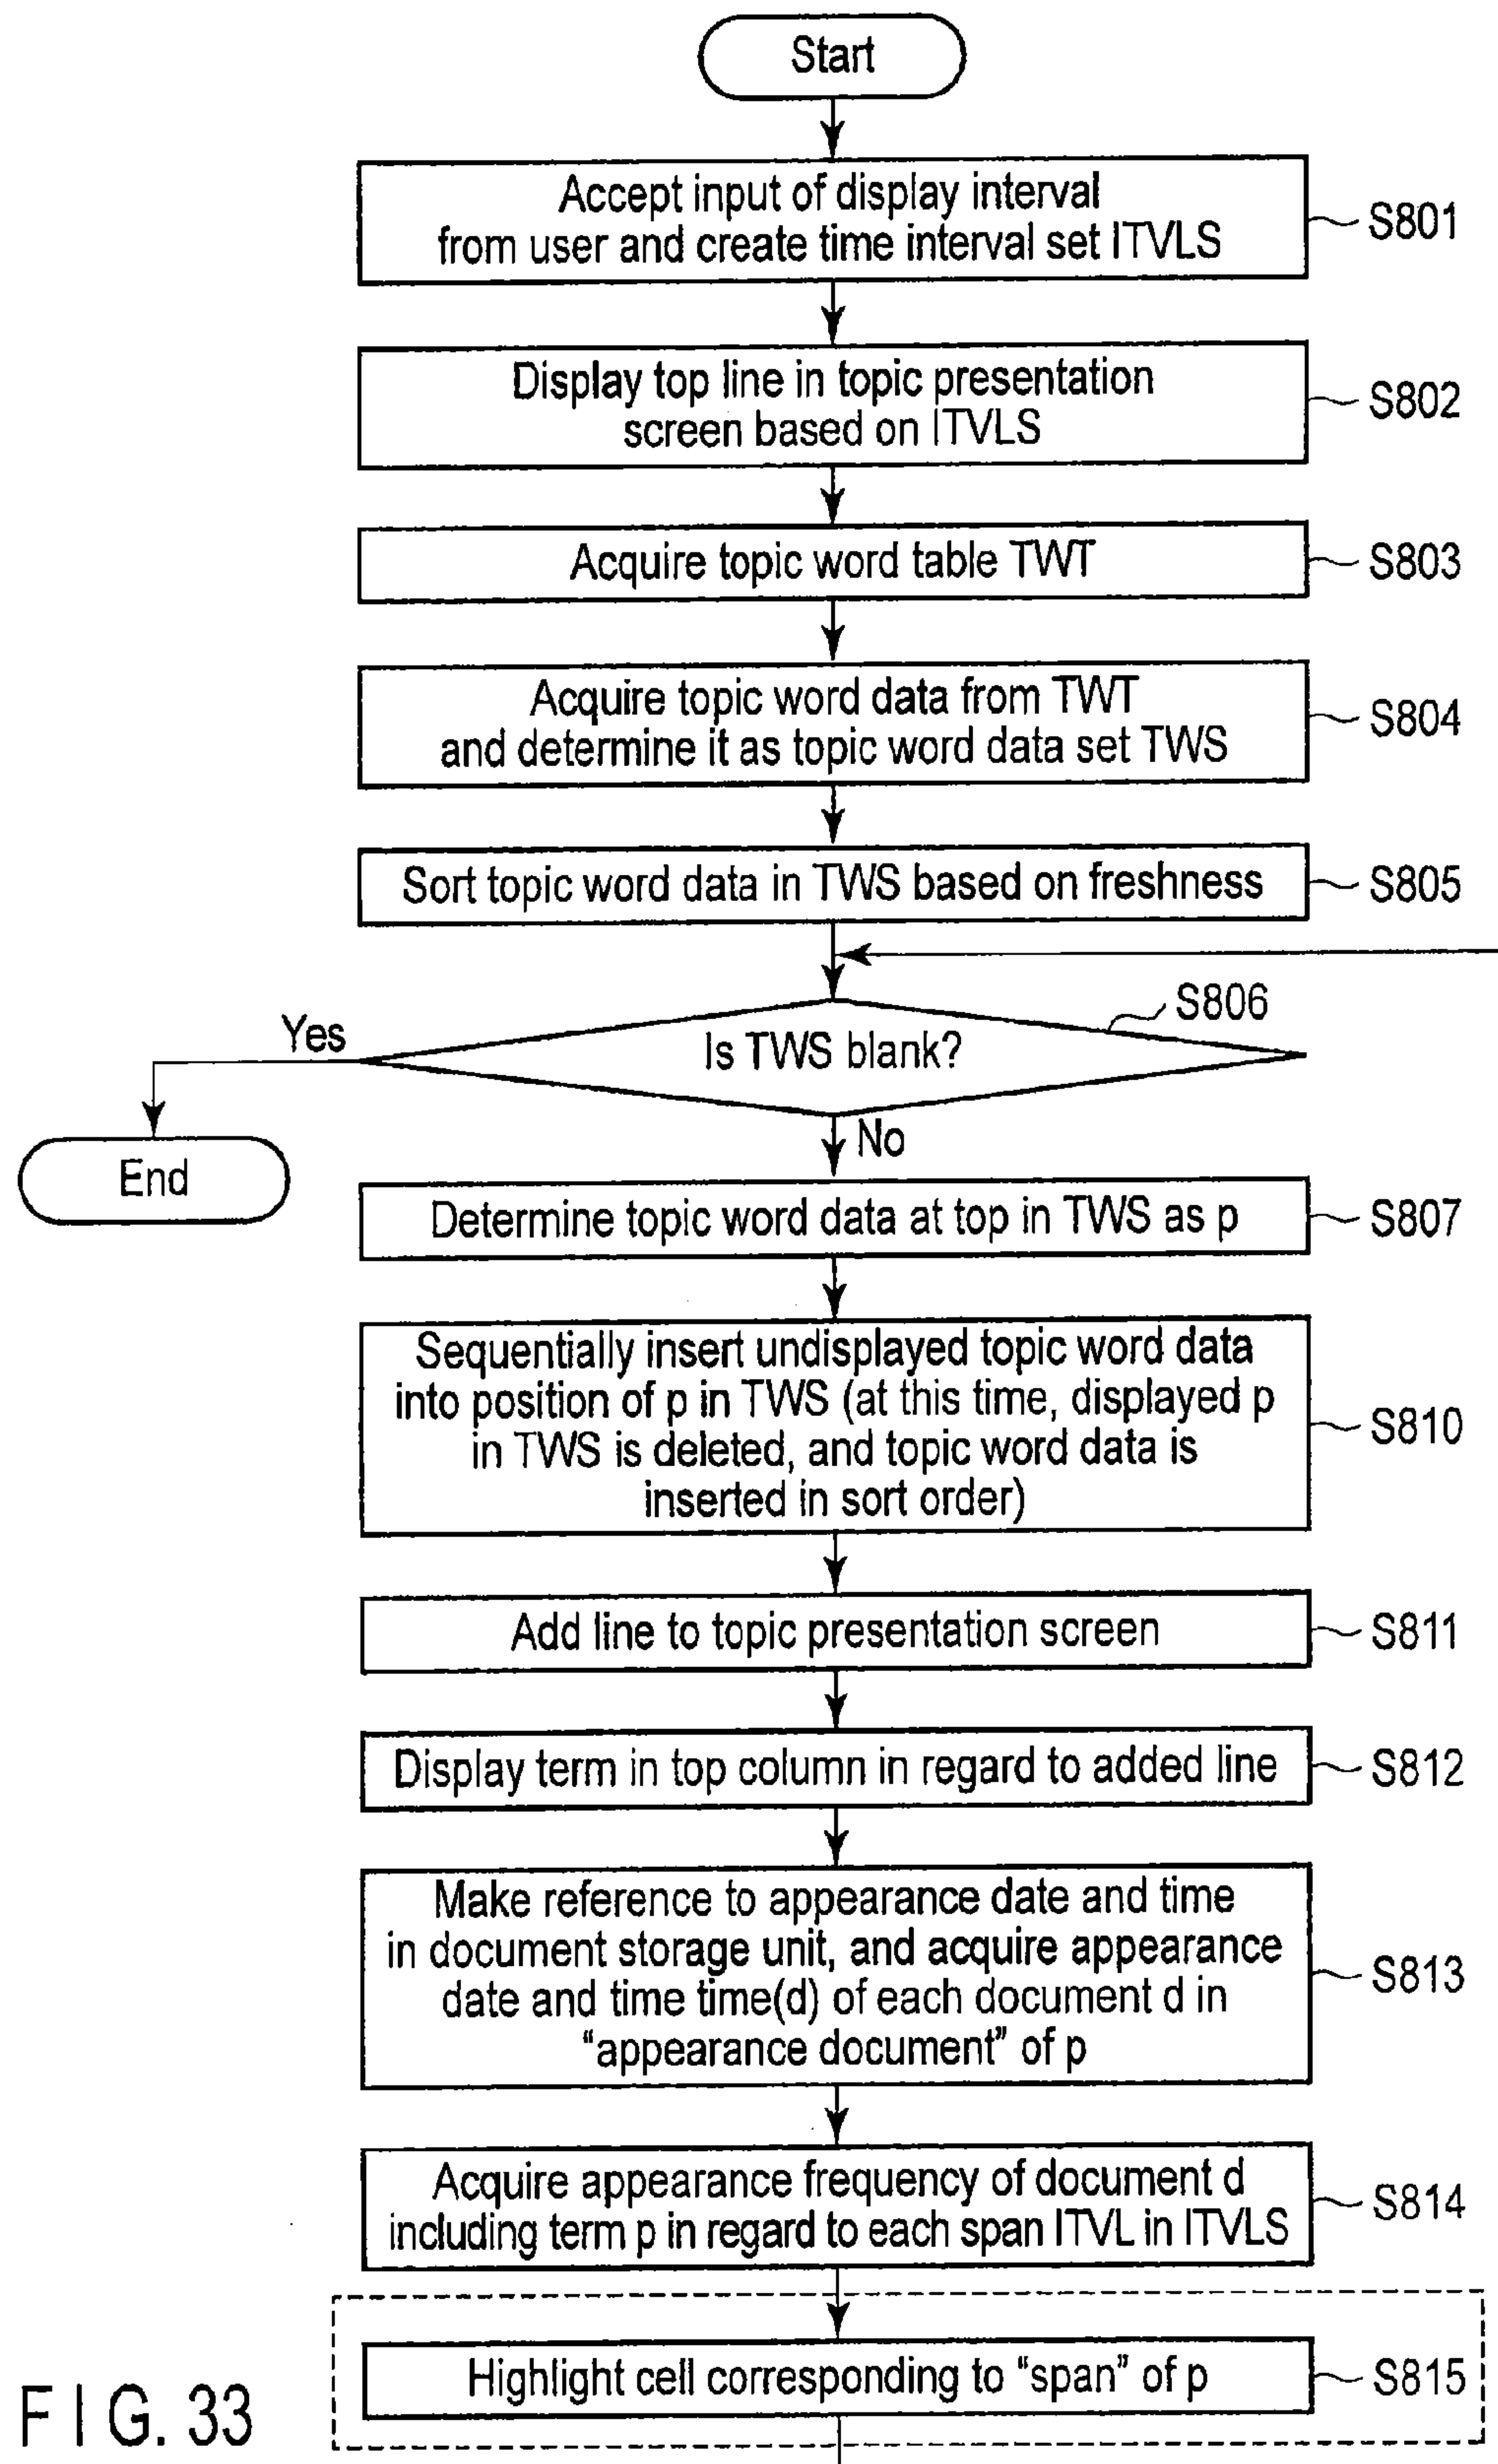 Start
Accept input of display interval
from user and create time interval set ITVLS
S801
Display top line in topic presentation
screen based on ITVLS
S802
Acquire topic word table TWT
S803
Acquire topic word data from TWT
and determine it as topic word data set TWS
S804
Sort topic word data in TWS based on freshness
S805
S806
Yes
Is TWS blank?
No
End
Determine topic word data at top in TWS as p
S807
Sequentially insert undisplayed topic word data
into position of p in TWS (at this time, displayed p
in TWS is deleted, and topic word data is
inserted in sort order)
S810
Add line to topic presentation screen
S811
Display term in top column in regard to added line
S812
Make reference to appearance date and time
in document storage unit, and acquire appearance
date and time time(d) of each document d in
“appearance document” of p
S813
Acquire appearance frequency of document d
including term p in regard to each span ITVL in ITVLS
S814
Highlight cell corresponding to “span” of p
S815
FIG. 33